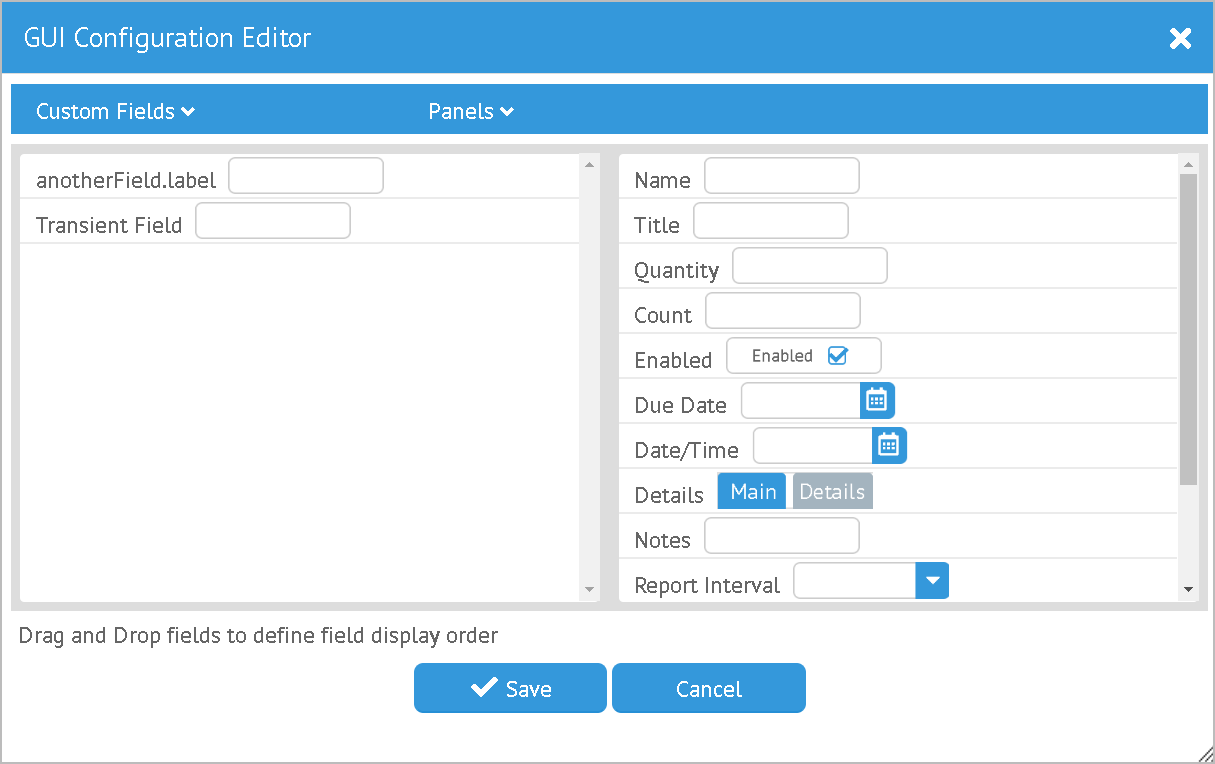 GUI Configuration Editor
Custom Fields Panels
anotherField.label
Transient Field
Name
Title
Quantity
Count
Enabled Enabled
Due Date
Date/Time
Details Main Details
Notes
Report Interval
Drag and Drop fields to define field display order
Save Cancel